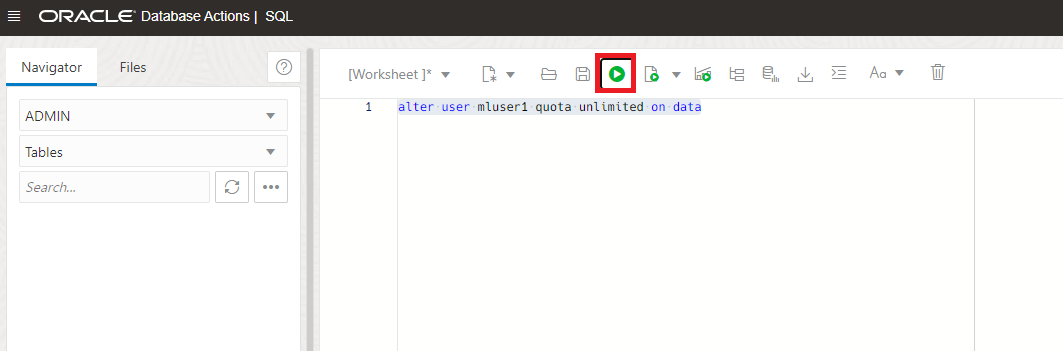 ORACLE Database Actions | SQL
Navigator
Files
ADMIN
Tables
Search...
[Worksheet ]*
Aa
1
alter user mluser1 quota unlimited on data